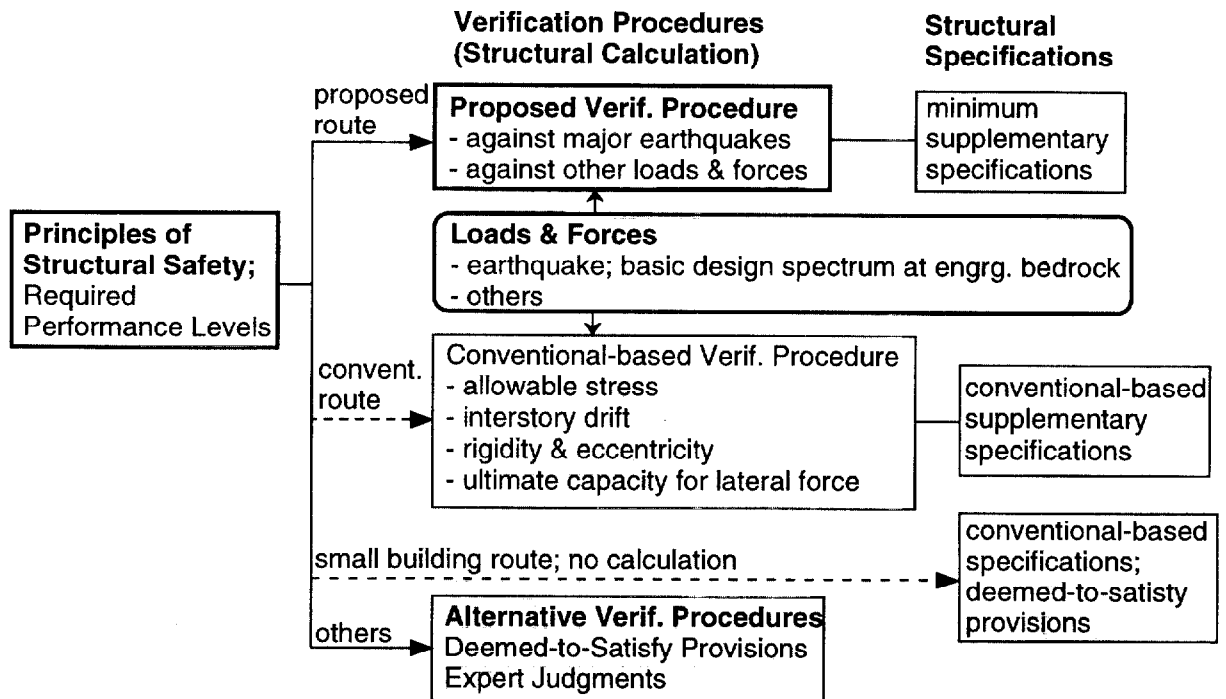 Verification Procedures
(Structural Calculation)
Structural
Specifications
proposed
route
Proposed Verif. Procedure
- against major earthquakes
- against other loads & forces
minimum
supplementary
specifications
Principles of
Structural Safety;
Required
Performance Levels
Loads & Forces
- earthquake; basic design spectrum at engrg. bedrock
- others
convent.
route
Conventional-based Verif. Procedure
- allowable stress
- interstory drift
- rigidity & eccentricity
- ultimate capacity for lateral force
conventional-based
supplementary
specifications
small building route; no calculation
conventional-based
specifications;
deemed-to-satisty
provisions
others
Alternative Verif. Procedures
Deemed-to-Satisfy Provisions
Expert Judgments